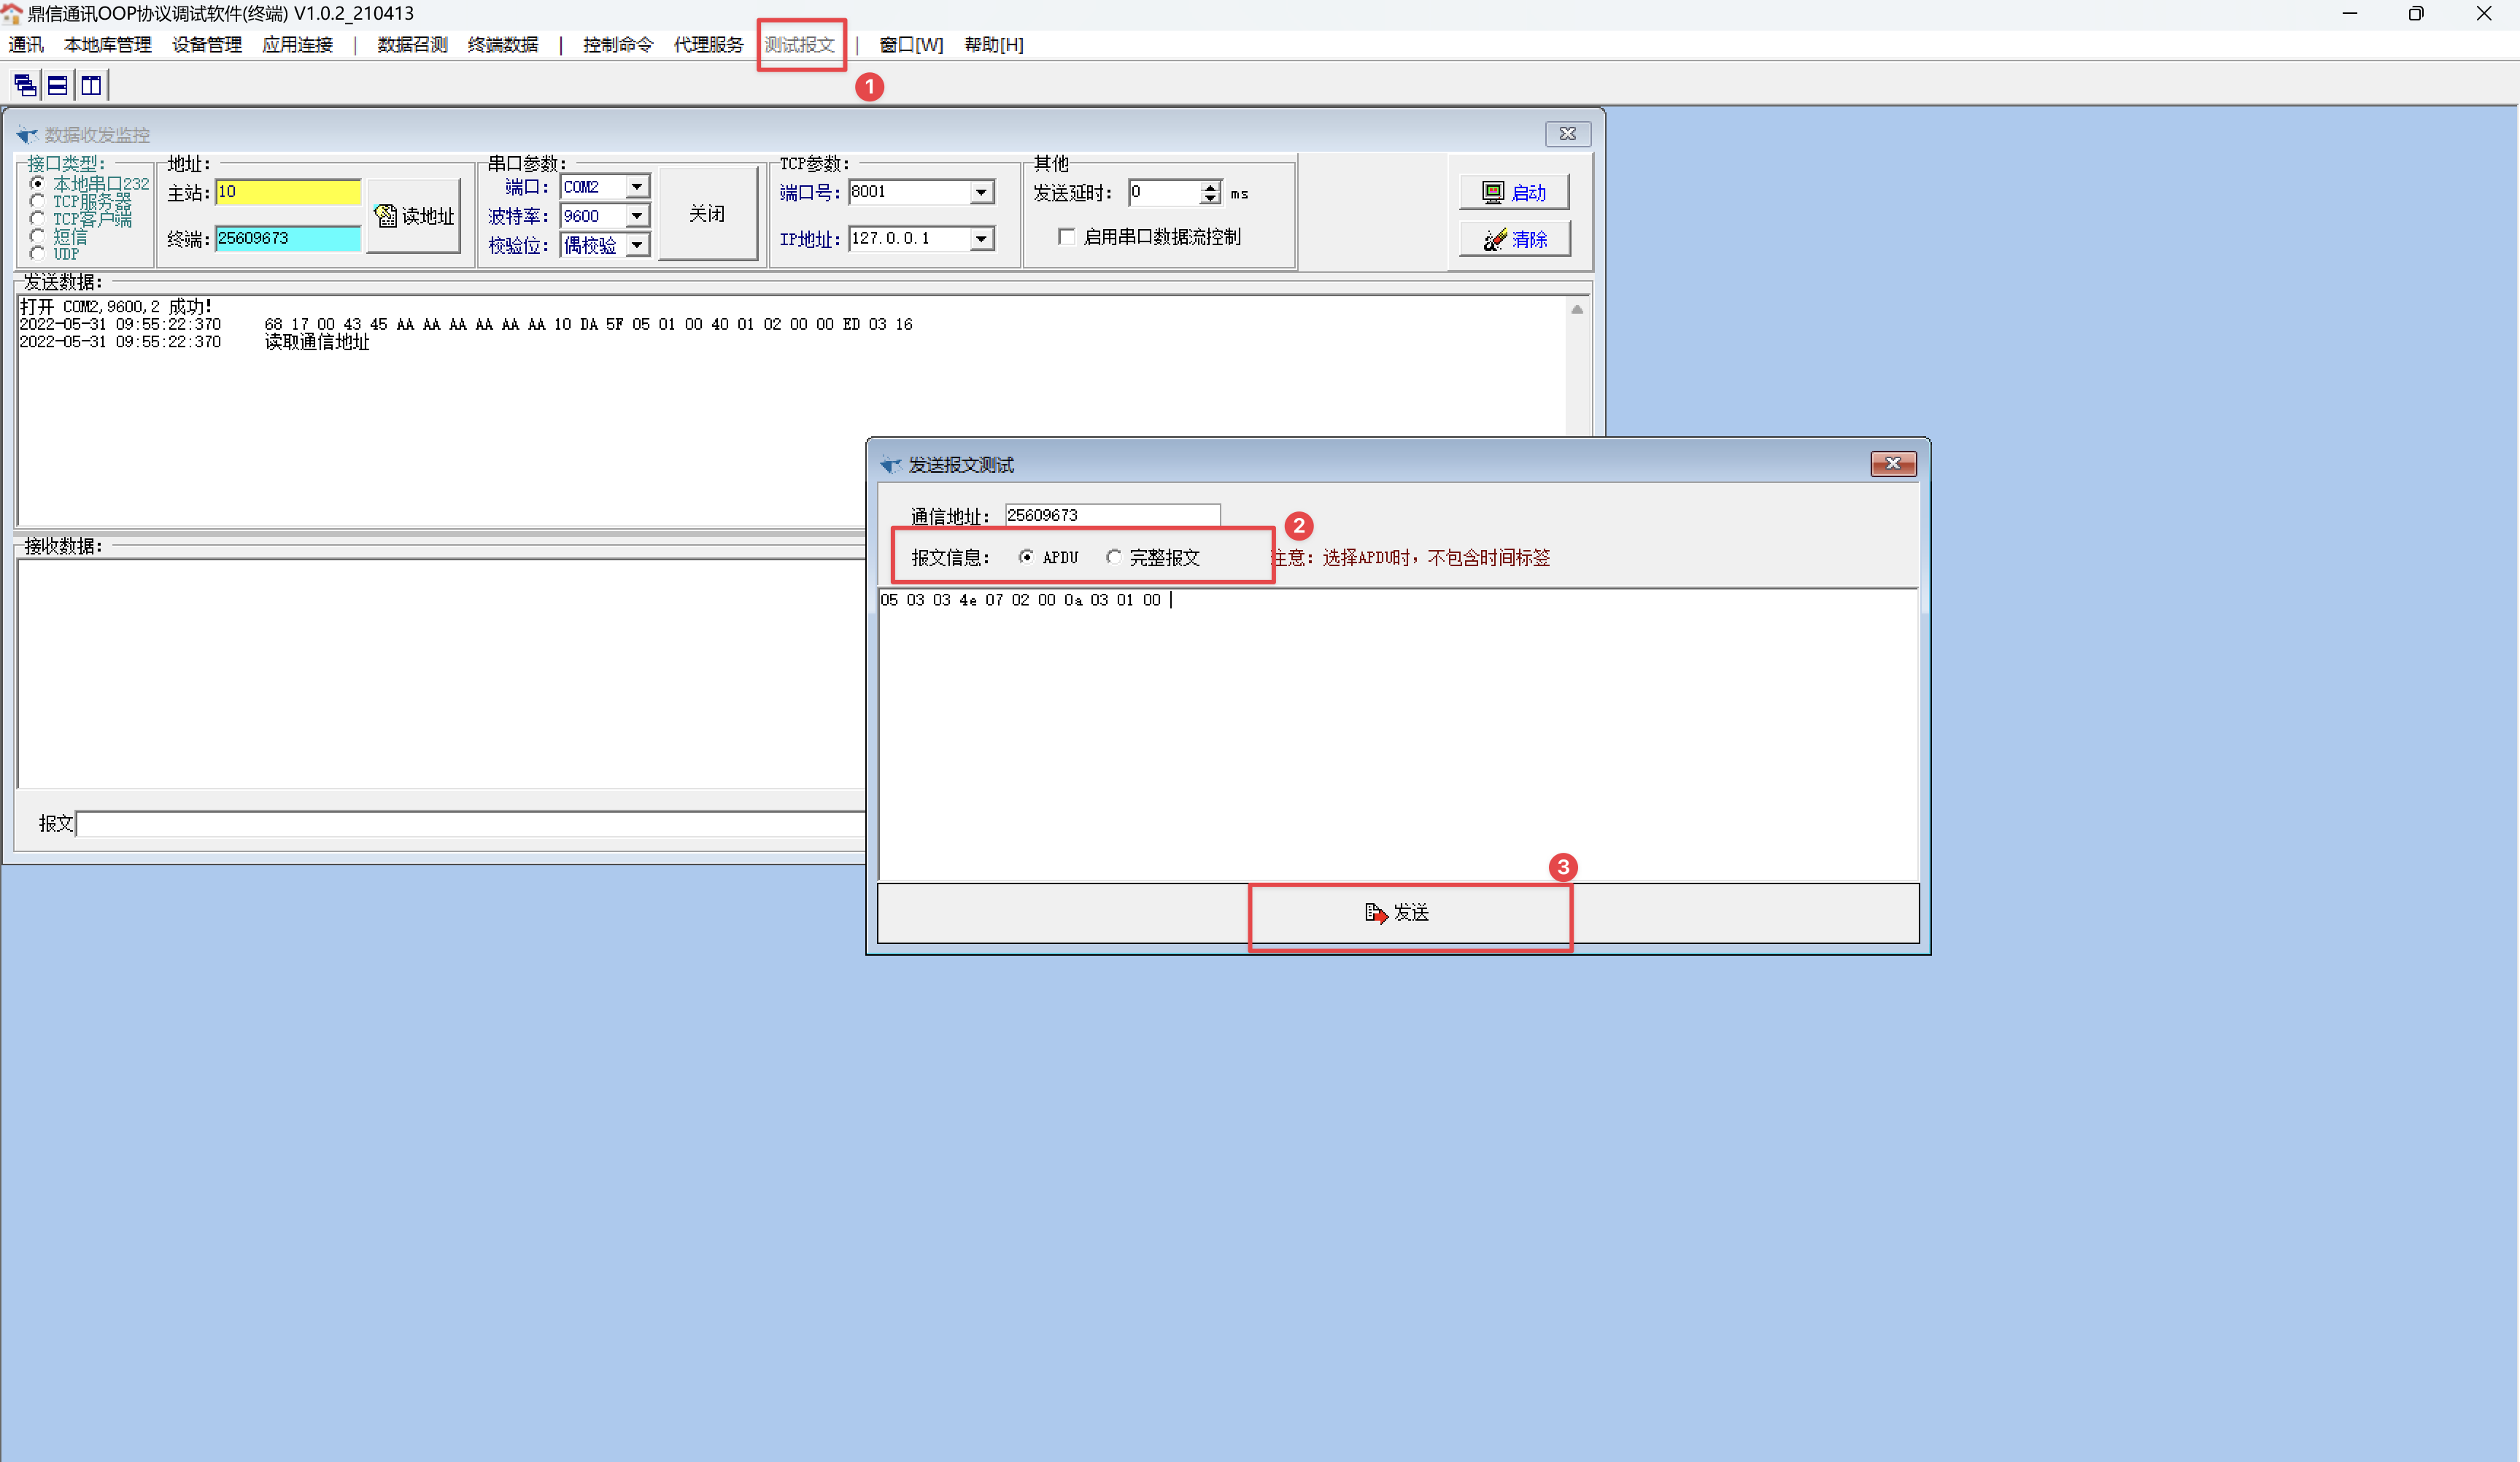 鼎信通讯OOP协议调试软件(终端) V1.0.2_210413
通讯 本地库管理 设备管理 应用连接 | 数据召测 终端数据 | 控制命令 代理服务 测试报文 | 窗口[W] 帮助[H]
1
数据收发监控
接口类型:
本地串口232
TCP服务器
TCP客户端
短信
UDP
地址:
主站: 10
终端: 25609673
读地址
串口参数:
端口: COM2
波特率: 9600
校验位: 偶校验
关闭
TCP参数:
端口号: 8001
IP地址: 127.0.0.1
其他
发送延时: 0 ms
启用串口数据流控制
启动
清除
发送数据:
打开 COM2,9600,2 成功!
2022-05-31 09:55:22:370 68 17 00 43 45 AA AA AA AA AA AA 10 DA 5F 05 01 00 40 01 02 00 00 ED 03 16
2022-05-31 09:55:22:370 读取通信地址
接收数据:
报文
发送报文测试
通信地址: 25609673
2
报文信息: APDU 完整报文 注意: 选择APDU时，不包含时间标签
05 03 03 4e 07 02 00 0a 03 01 00
3
发送